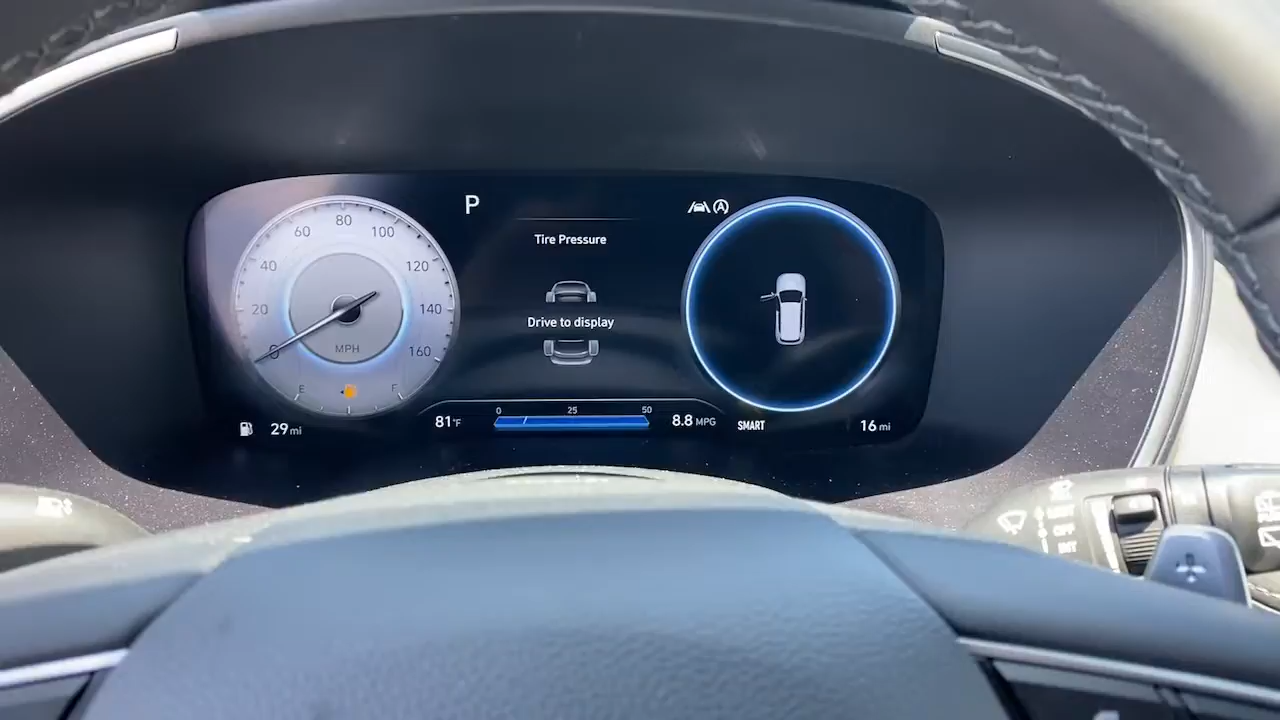 P
Tire Pressure
Drive to display
0
20
40
60
80
100
120
140
160
MPH
E
F
29 mi
81°F
0
25
50
8.8 MPG
SMART
16 mi